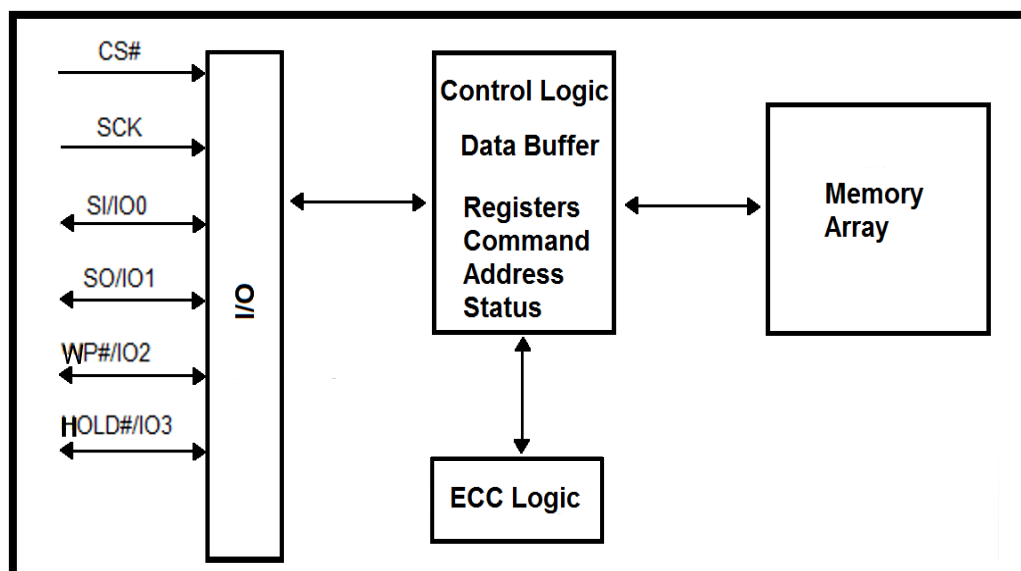 CS#
SCK
SI/IO0
SO/IO1
WP#/IO2
HOLD#/IO3
I/O
Control Logic
Data Buffer
Registers
Command
Address
Status
ECC Logic
Memory
Array